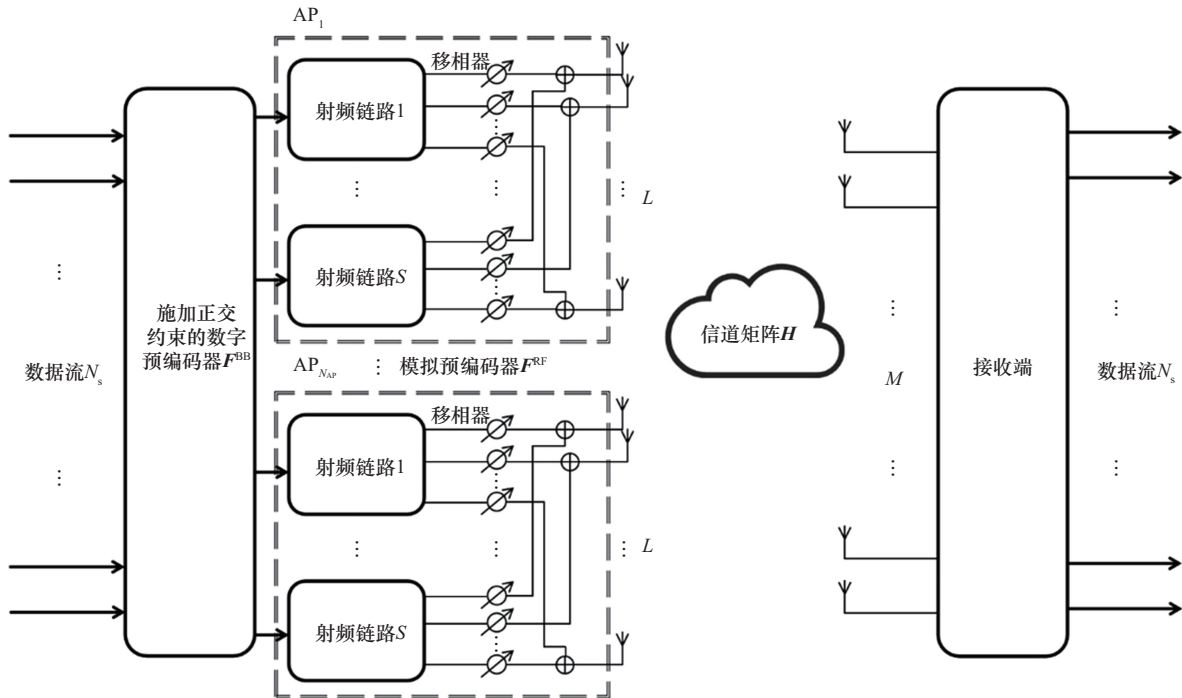 AP₁
移相器
射频链路1
射频链路S
L
施加正交
约束的数字
预编码器F^BB
数据流Nₛ
AP_{N_AP}
模拟预编码器F^RF
移相器
射频链路1
射频链路S
L
信道矩阵H
M
接收端
数据流Nₛ